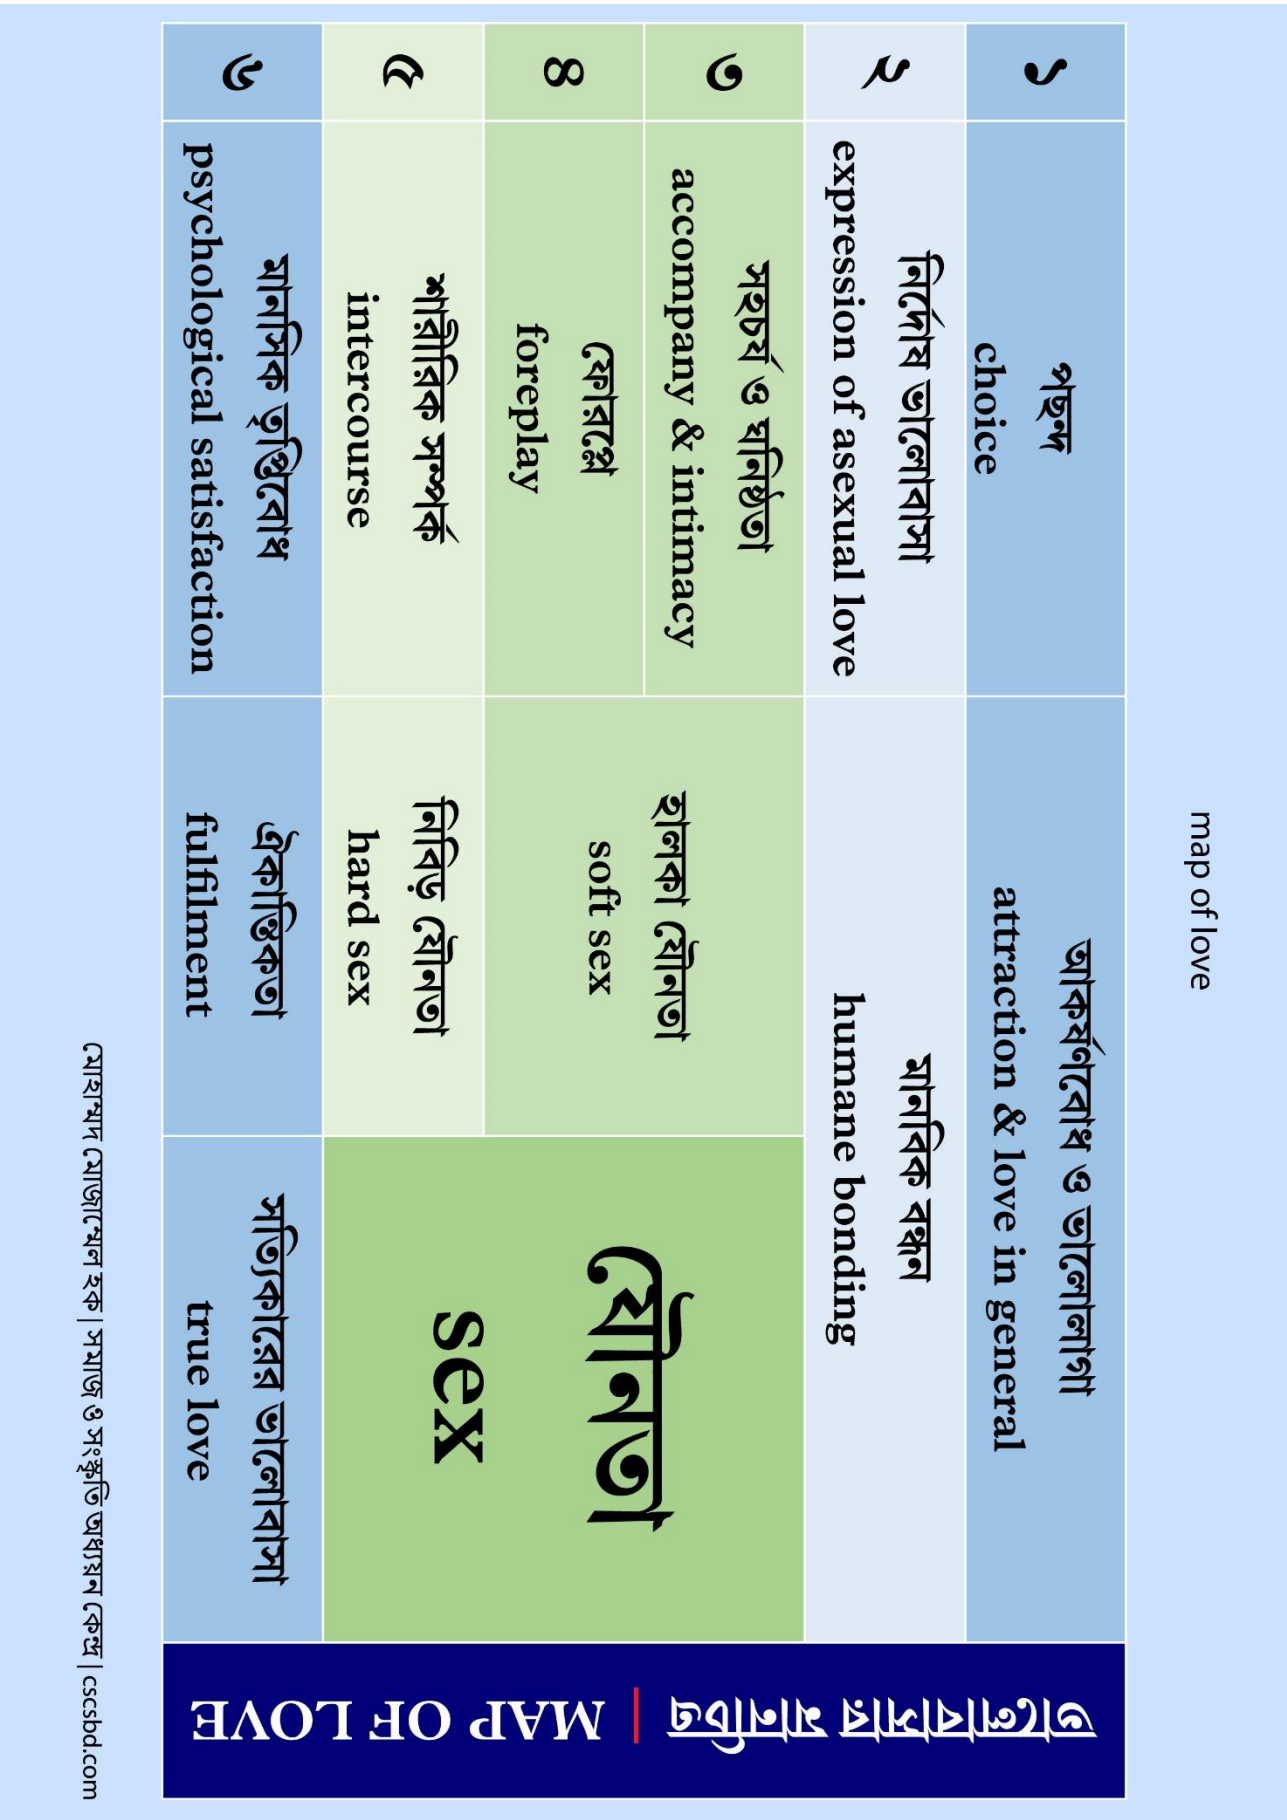 map of love
১
পছন্দ
choice
আকর্ষণবোধ ও ভালোলাগা
attraction & love in general
২
নির্দোষ ভালোবাসা
expression of asexual love
মানবিক বন্ধন
humane bonding
৩
সহচর্য ও ঘনিষ্ঠতা
accompany & intimacy
হালকা যৌনতা
soft sex
যৌনতা
sex
৪
ফোরপ্লে
foreplay
৫
শারীরিক সম্পর্ক
intercourse
নিবিড় যৌনতা
hard sex
৬
মানসিক তৃপ্তিবোধ
psychological satisfaction
ঐকান্তিকতা
fulfilment
সত্যিকারের ভালোবাসা
true love
ভালোবাসার মানচিত্র | MAP OF LOVE
মোহাম্মদ মোজাম্মেল হক | সমাজ ও সংস্কৃতি অধ্যয়ন কেন্দ্র | cscsbd.com